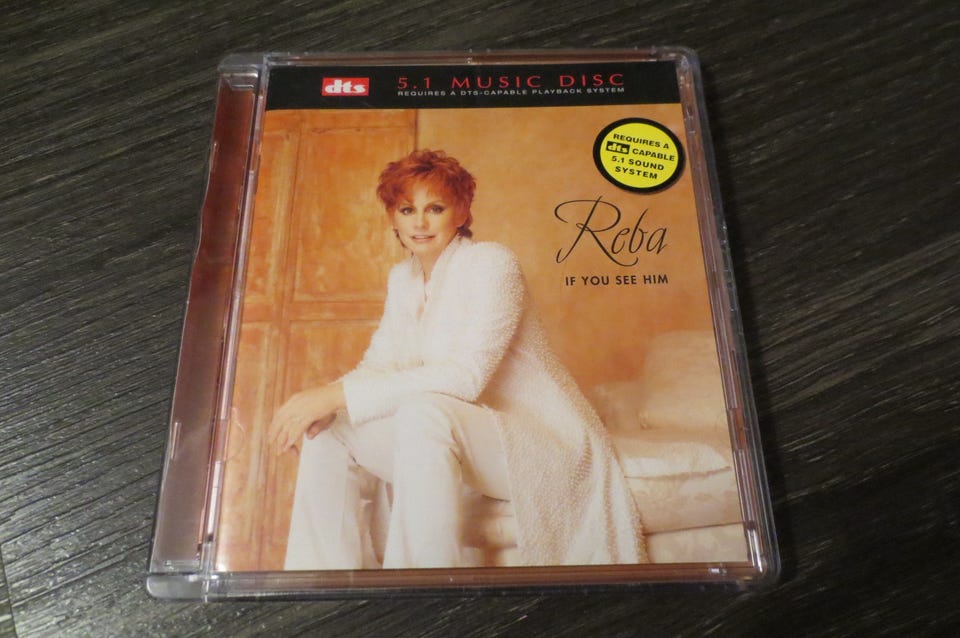 dts 5.1 MUSIC DISC
REQUIRES A DTS-CAPABLE PLAYBACK SYSTEM
REQUIRES A
dts CAPABLE
5.1 SOUND
SYSTEM
Reba
IF YOU SEE HIM